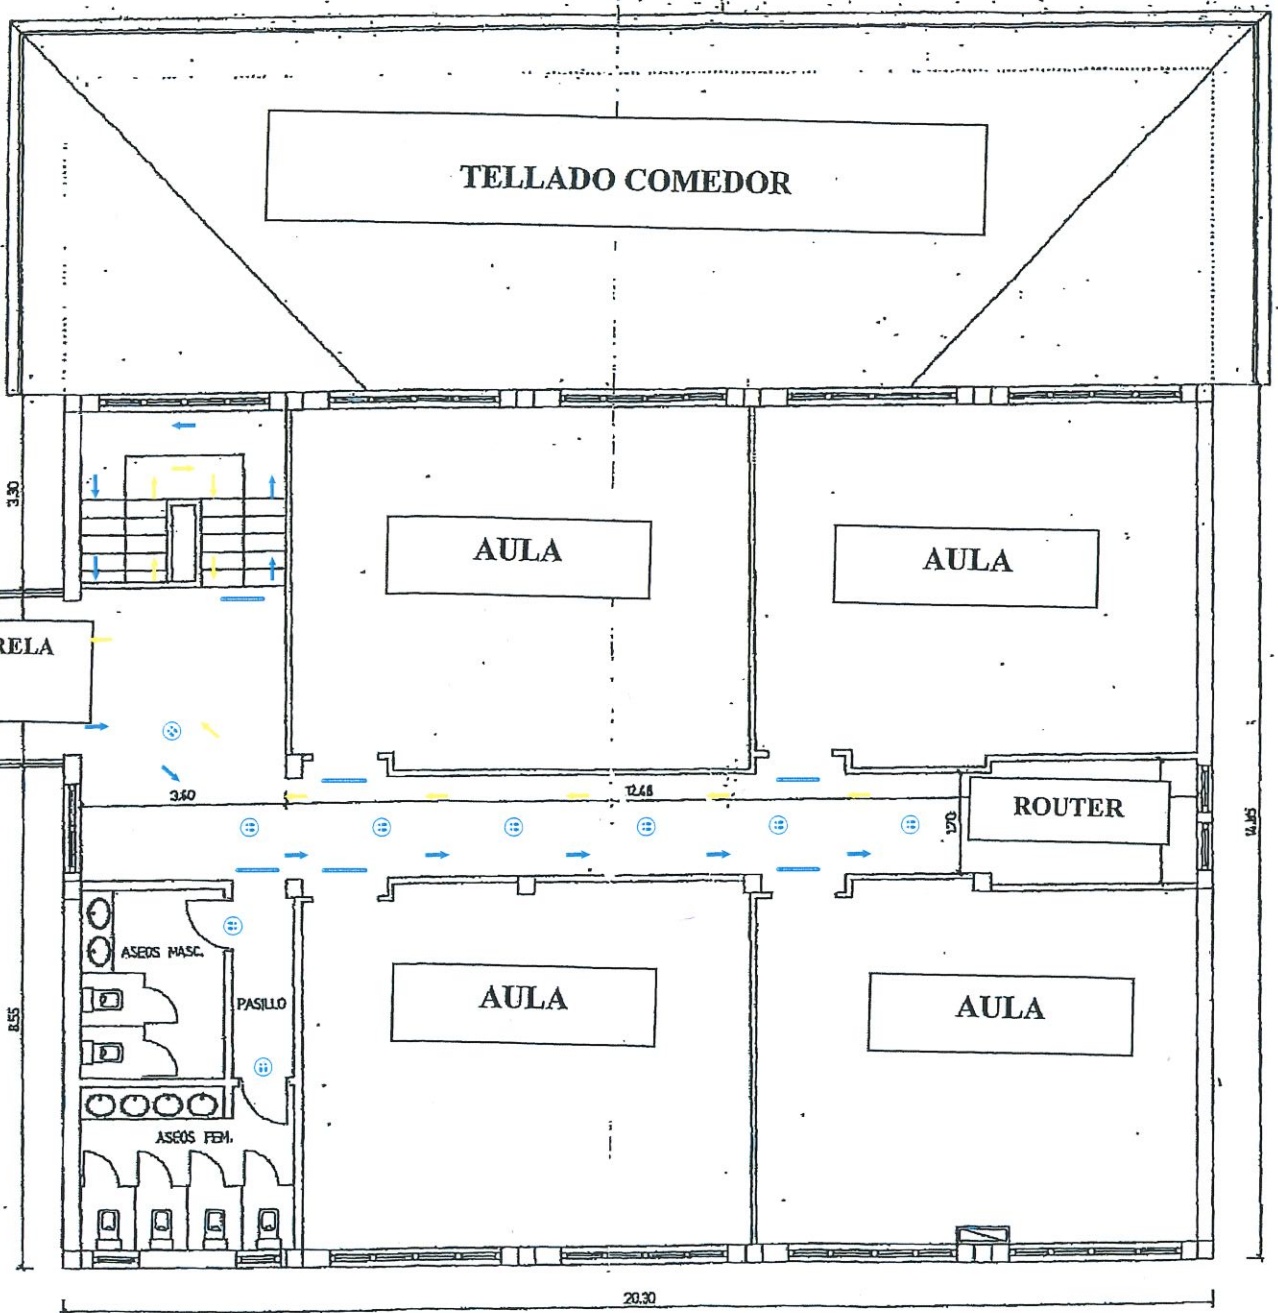 TELLADO COMEDOR
3.30
AULA
AULA
RELA
3.60
12.68
1.70
ROUTER
14.85
ASEOS MASC.
PASILLO
AULA
AULA
8.55
ASEOS FEM.
20.30